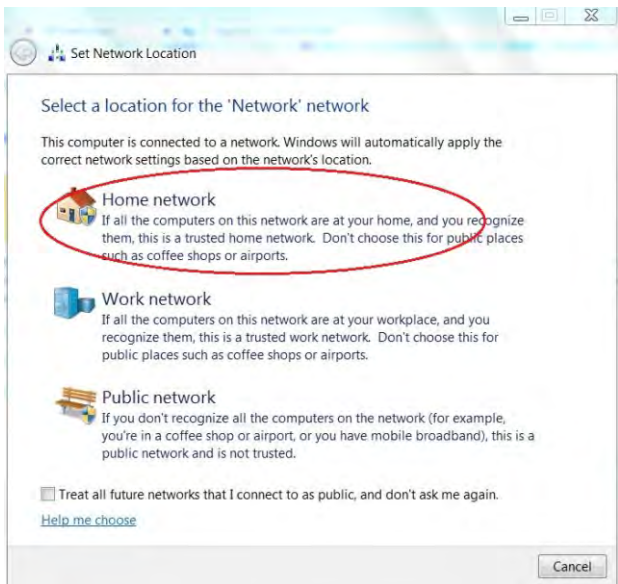 Set Network Location
Select a location for the 'Network' network
This computer is connected to a network. Windows will automatically apply the
correct network settings based on the network's location.
Home network
If all the computers on this network are at your home, and you recognize
them, this is a trusted home network.  Don't choose this for public places
such as coffee shops or airports.
Work network
If all the computers on this network are at your workplace, and you
recognize them, this is a trusted work network.  Don't choose this for
public places such as coffee shops or airports.
Public network
If you don't recognize all the computers on the network (for example,
you're in a coffee shop or airport, or you have mobile broadband), this is a
public network and is not trusted.
Treat all future networks that I connect to as public, and don't ask me again.
Help me choose
Cancel